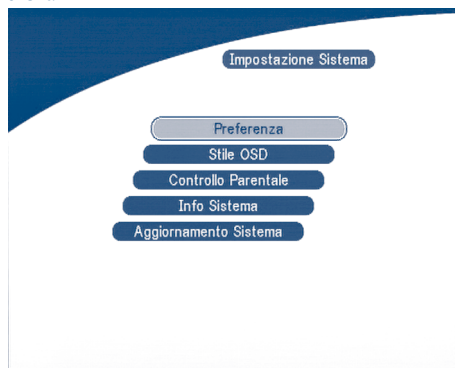 Impostazione Sistema
Preferenza
Stile OSD
Controllo Parentale
Info Sistema
Aggiornamento Sistema